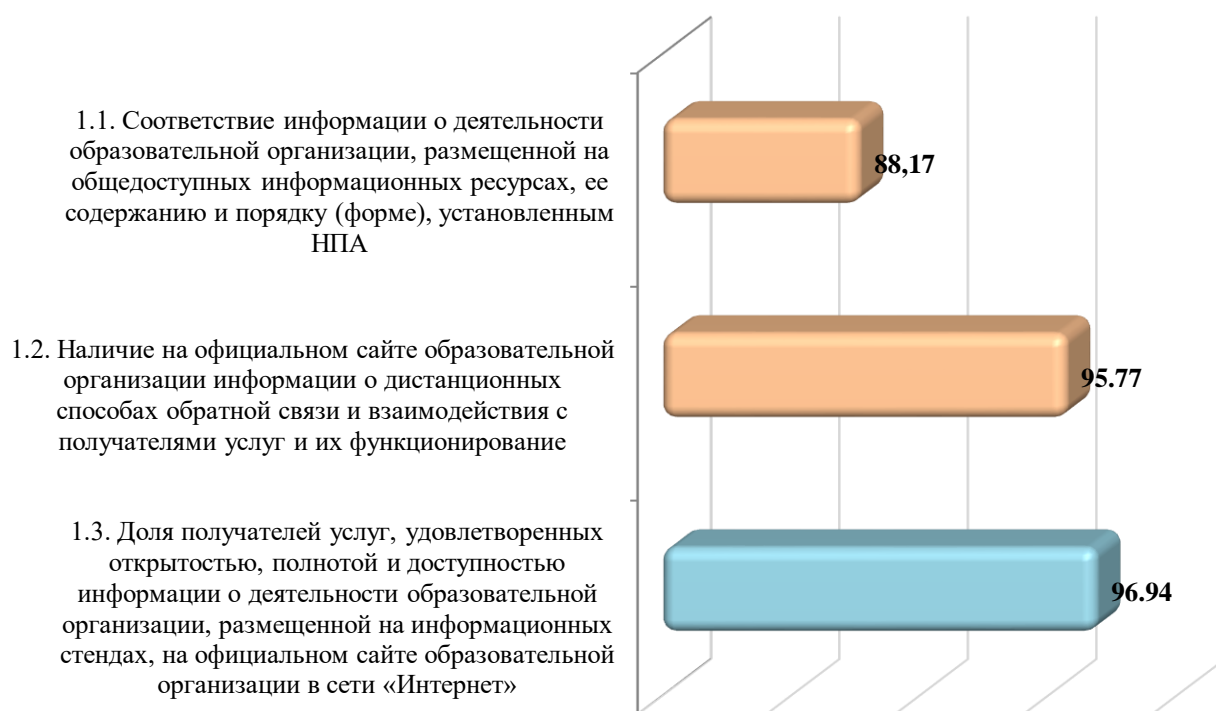 1.1. Соответствие информации о деятельности
образовательной организации, размещенной на
общедоступных информационных ресурсах, ее
содержанию и порядку (форме), установленным
НПА
88,17
1.2. Наличие на официальном сайте образовательной
организации информации о дистанционных
способах обратной связи и взаимодействия с
получателями услуг и их функционирование
95.77
1.3. Доля получателей услуг, удовлетворенных
открытостью, полнотой и доступностью
информации о деятельности образовательной
организации, размещенной на информационных
стендах, на официальном сайте образовательной
организации в сети «Интернет»
96.94